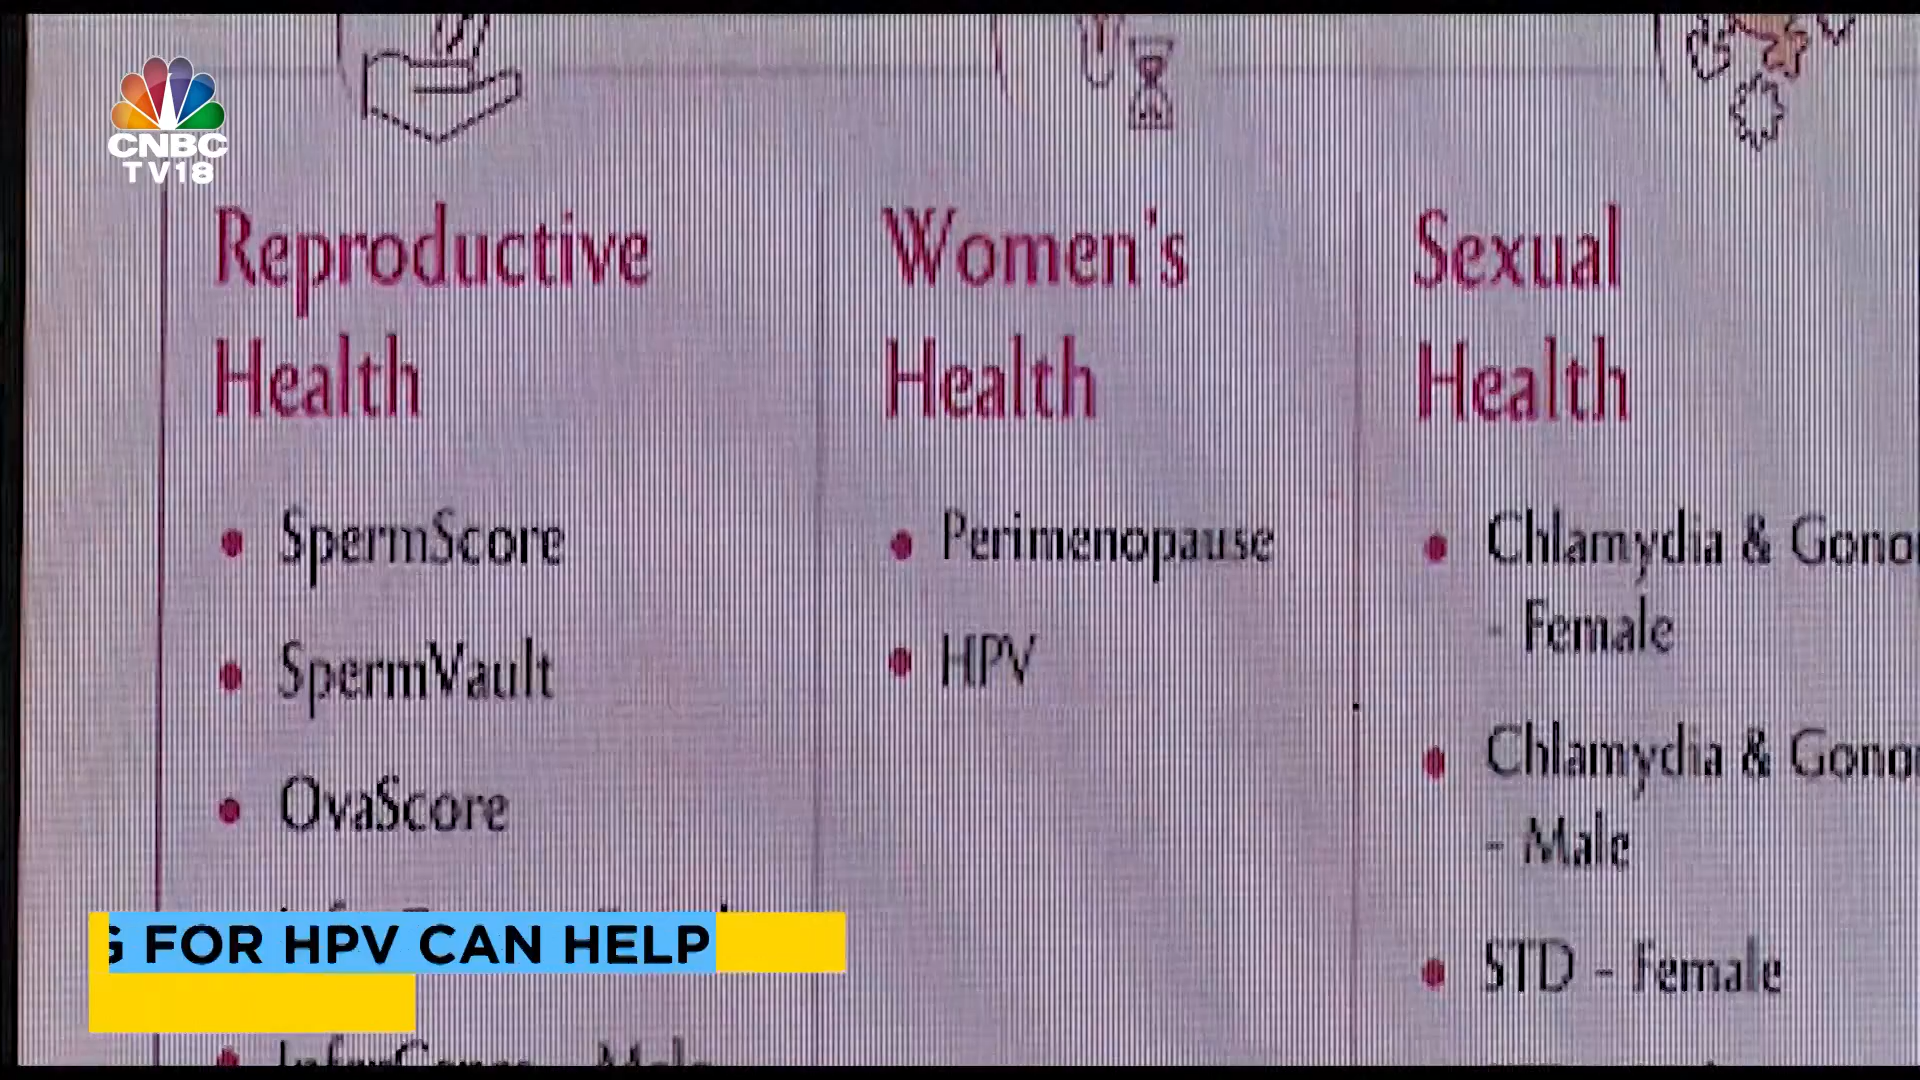 CNBC
TV18
Reproductive
Health
SpermScore
SpermVault
OvaScore
Male
Women's
Health
Perimenopause
HPV
Sexual
Health
Chlamydia &
- Female
Chlamydia &
- Male
STD - Female
FOR HPV CAN HELP